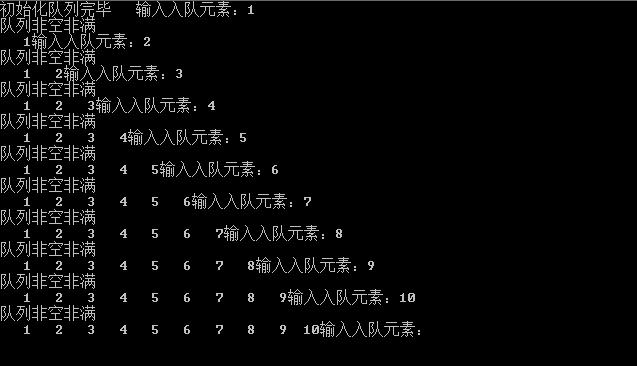 初始化队列完毕   输入入队元素：1
队列非空非满
   1输入入队元素：2
队列非空非满
   1   2输入入队元素：3
队列非空非满
   1   2   3输入入队元素：4
队列非空非满
   1   2   3   4输入入队元素：5
队列非空非满
   1   2   3   4   5输入入队元素：6
队列非空非满
   1   2   3   4   5   6输入入队元素：7
队列非空非满
   1   2   3   4   5   6   7输入入队元素：8
队列非空非满
   1   2   3   4   5   6   7   8输入入队元素：9
队列非空非满
   1   2   3   4   5   6   7   8   9输入入队元素：10
队列非空非满
   1   2   3   4   5   6   7   8   9  10输入入队元素：